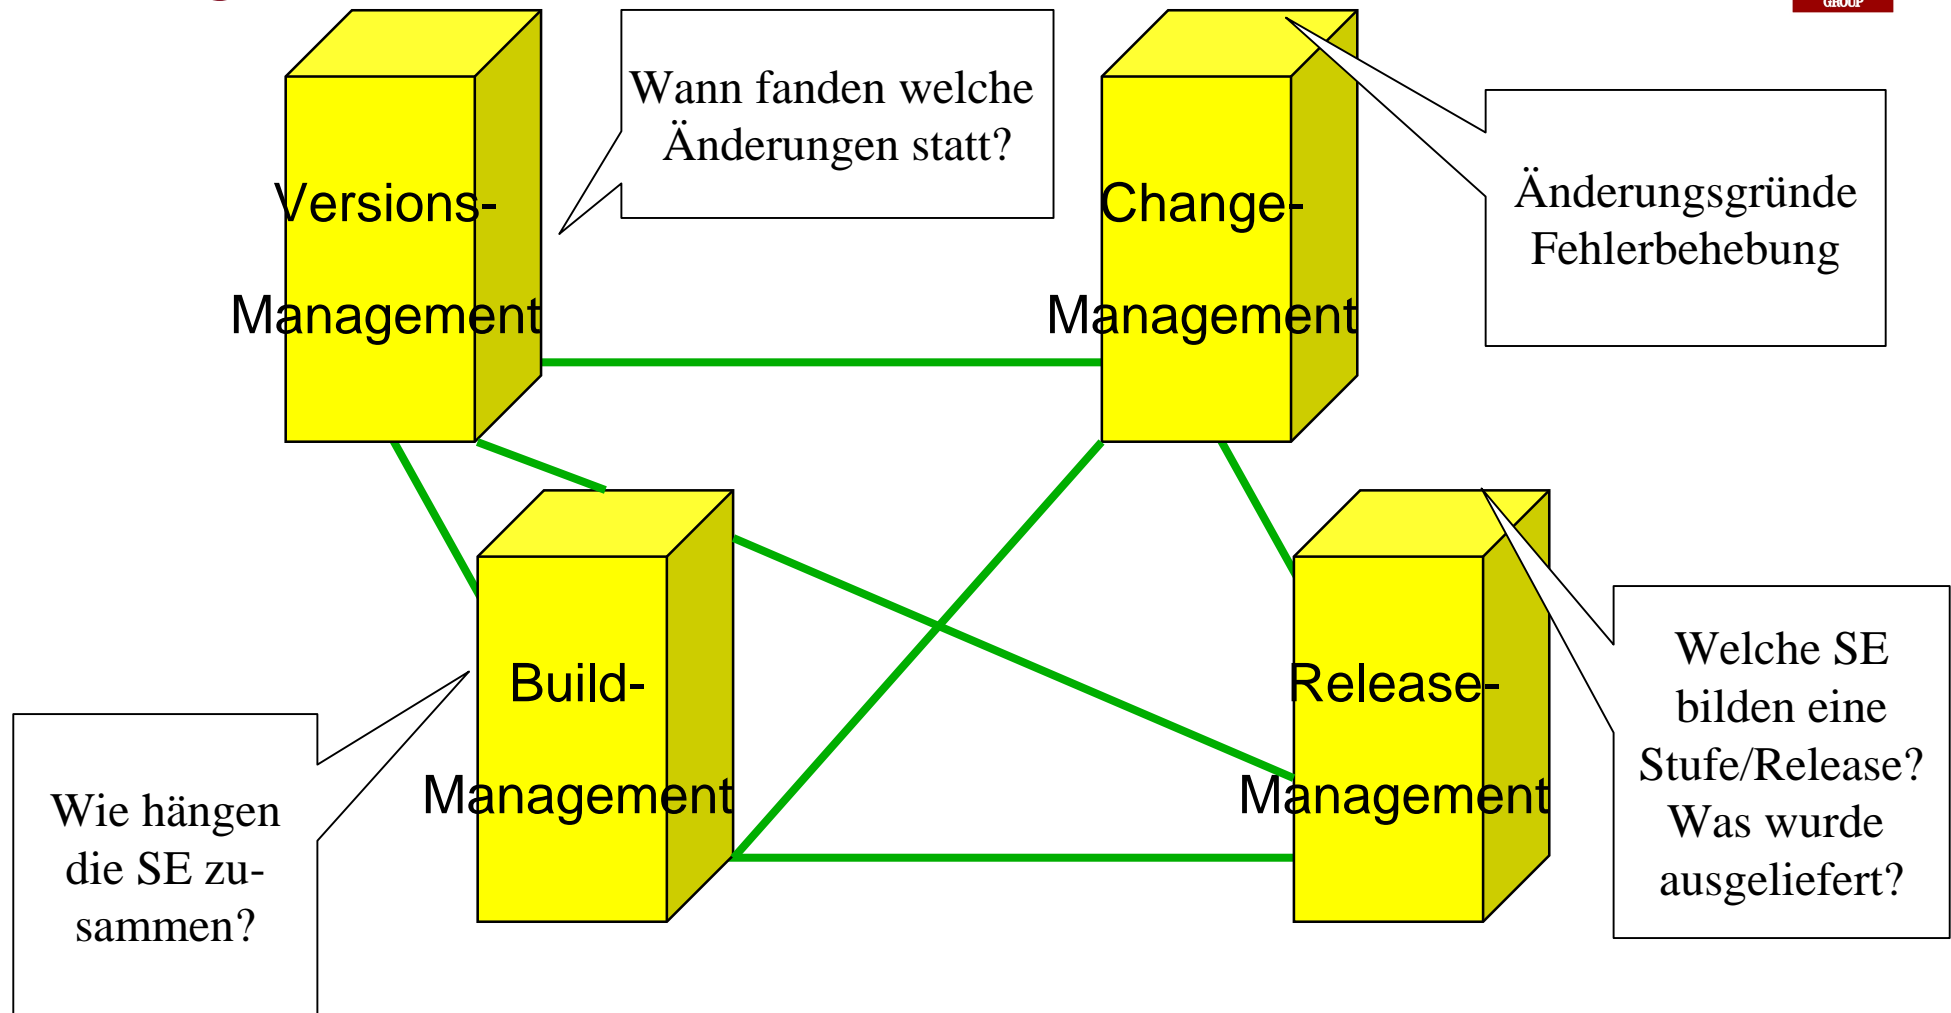 GROUP
Wann fanden welche
Änderungen statt?
Versions-
Management
Change-
Management
Änderungsgründe
Fehlerbehebung
Build-
Management
Release-
Management
Welche SE
bilden eine
Stufe/Release?
Was wurde
ausgeliefert?
Wie hängen
die SE zu-
sammen?